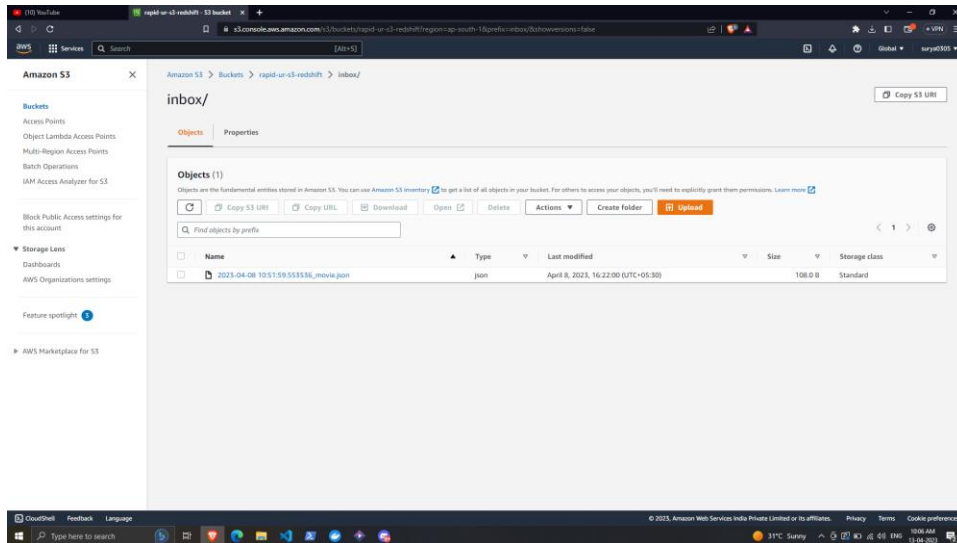 (10) YouTube
rapid-ur-s3-redshift - S3 bucket
s3.console.aws.amazon.com/s3/buckets/rapid-ur-s3-redshift?region=ap-south-1&prefix=inbox/&showversions=false
VPN
aws Services Search [Alt+S] Global surya0305
Amazon S3
Amazon S3 > Buckets > rapid-ur-s3-redshift > inbox/
inbox/
Copy S3 URI
Buckets
Access Points
Object Lambda Access Points
Multi-Region Access Points
Batch Operations
IAM Access Analyzer for S3
Block Public Access settings for
this account
Storage Lens
Dashboards
AWS Organizations settings
Feature spotlight 3
AWS Marketplace for S3
Objects Properties
Objects (1)
Objects are the fundamental entities stored in Amazon S3. You can use Amazon S3 inventory to get a list of all objects in your bucket. For others to access your objects, you'll need to explicitly grant them permissions. Learn more
Copy S3 URI Copy URL Download Open Delete Actions Create folder Upload
Find objects by prefix
< 1 >
Name Type Last modified Size Storage class
2023-04-08 10:51:59.553536_movie.json json April 8, 2023, 16:22:00 (UTC+05:30) 108.0 B Standard
CloudShell Feedback Language © 2023, Amazon Web Services India Private Limited or its affiliates. Privacy Terms Cookie preferences
Type here to search 31°C Sunny ENG 10:06 AM
13-04-2023